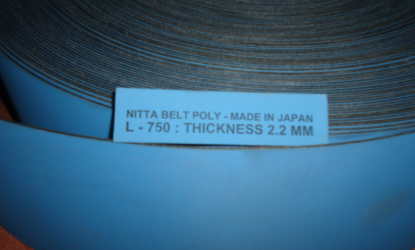 NITTA BELT POLY - MADE IN JAPAN
L - 750 : THICKNESS 2.2 MM